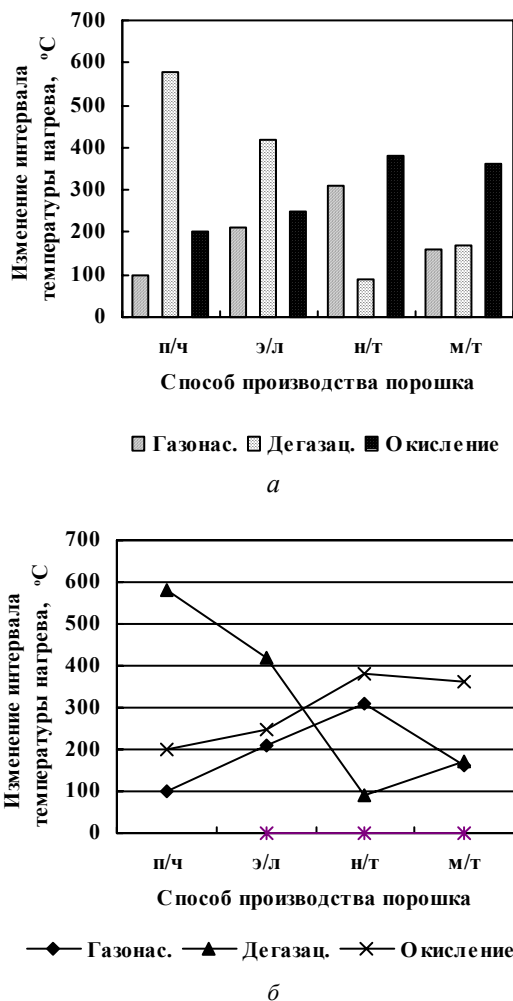 Изменение интервала
температуры нагрева, °С
700
600
500
400
300
200
100
0
п/ч э/л н/т м/т
Способ производства порошка
Газонас. Дегазац. Окисление
а
Изменение интервала
температуры нагрева, °С
700
600
500
400
300
200
100
0
п/ч э/л н/т м/т
Способ производства порошка
Газонас. Дегазац. Окисление
б